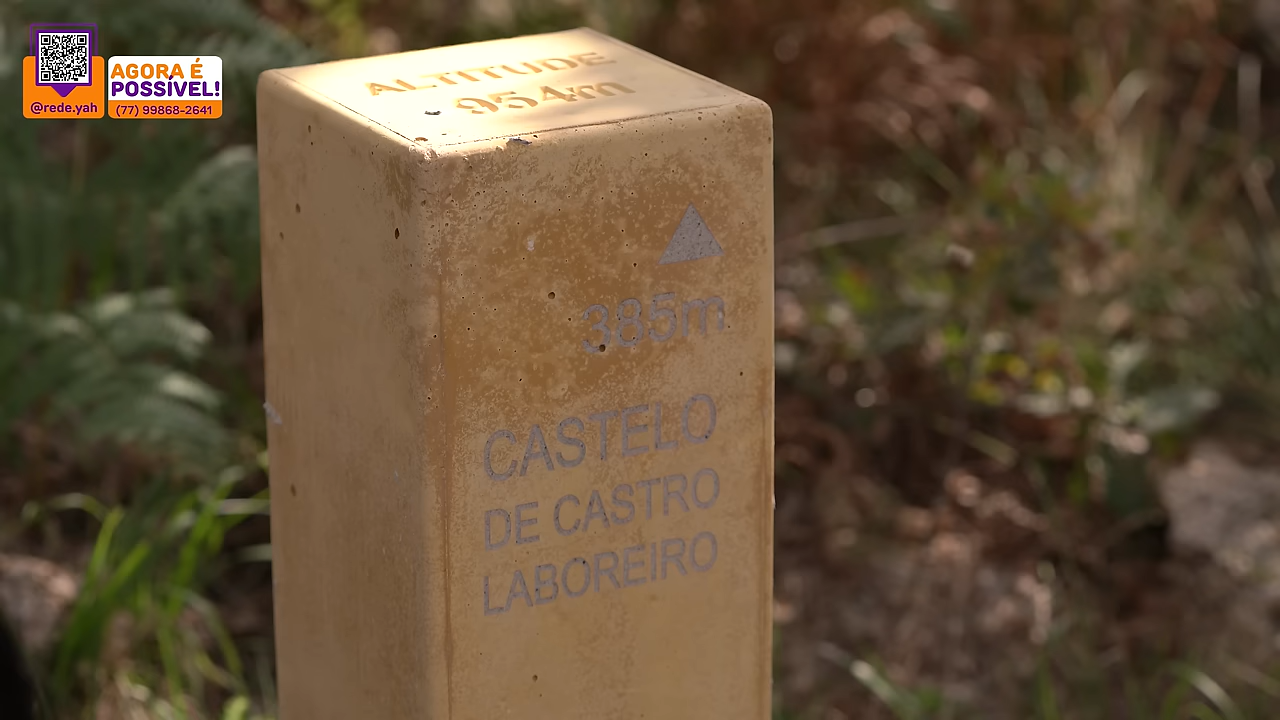 AGORA É
POSSÍVEL!
@rede.yah
(77) 99868-2641
ALTITUDE
954m
385m
CASTELO
DE CASTRO
LABOREIRO